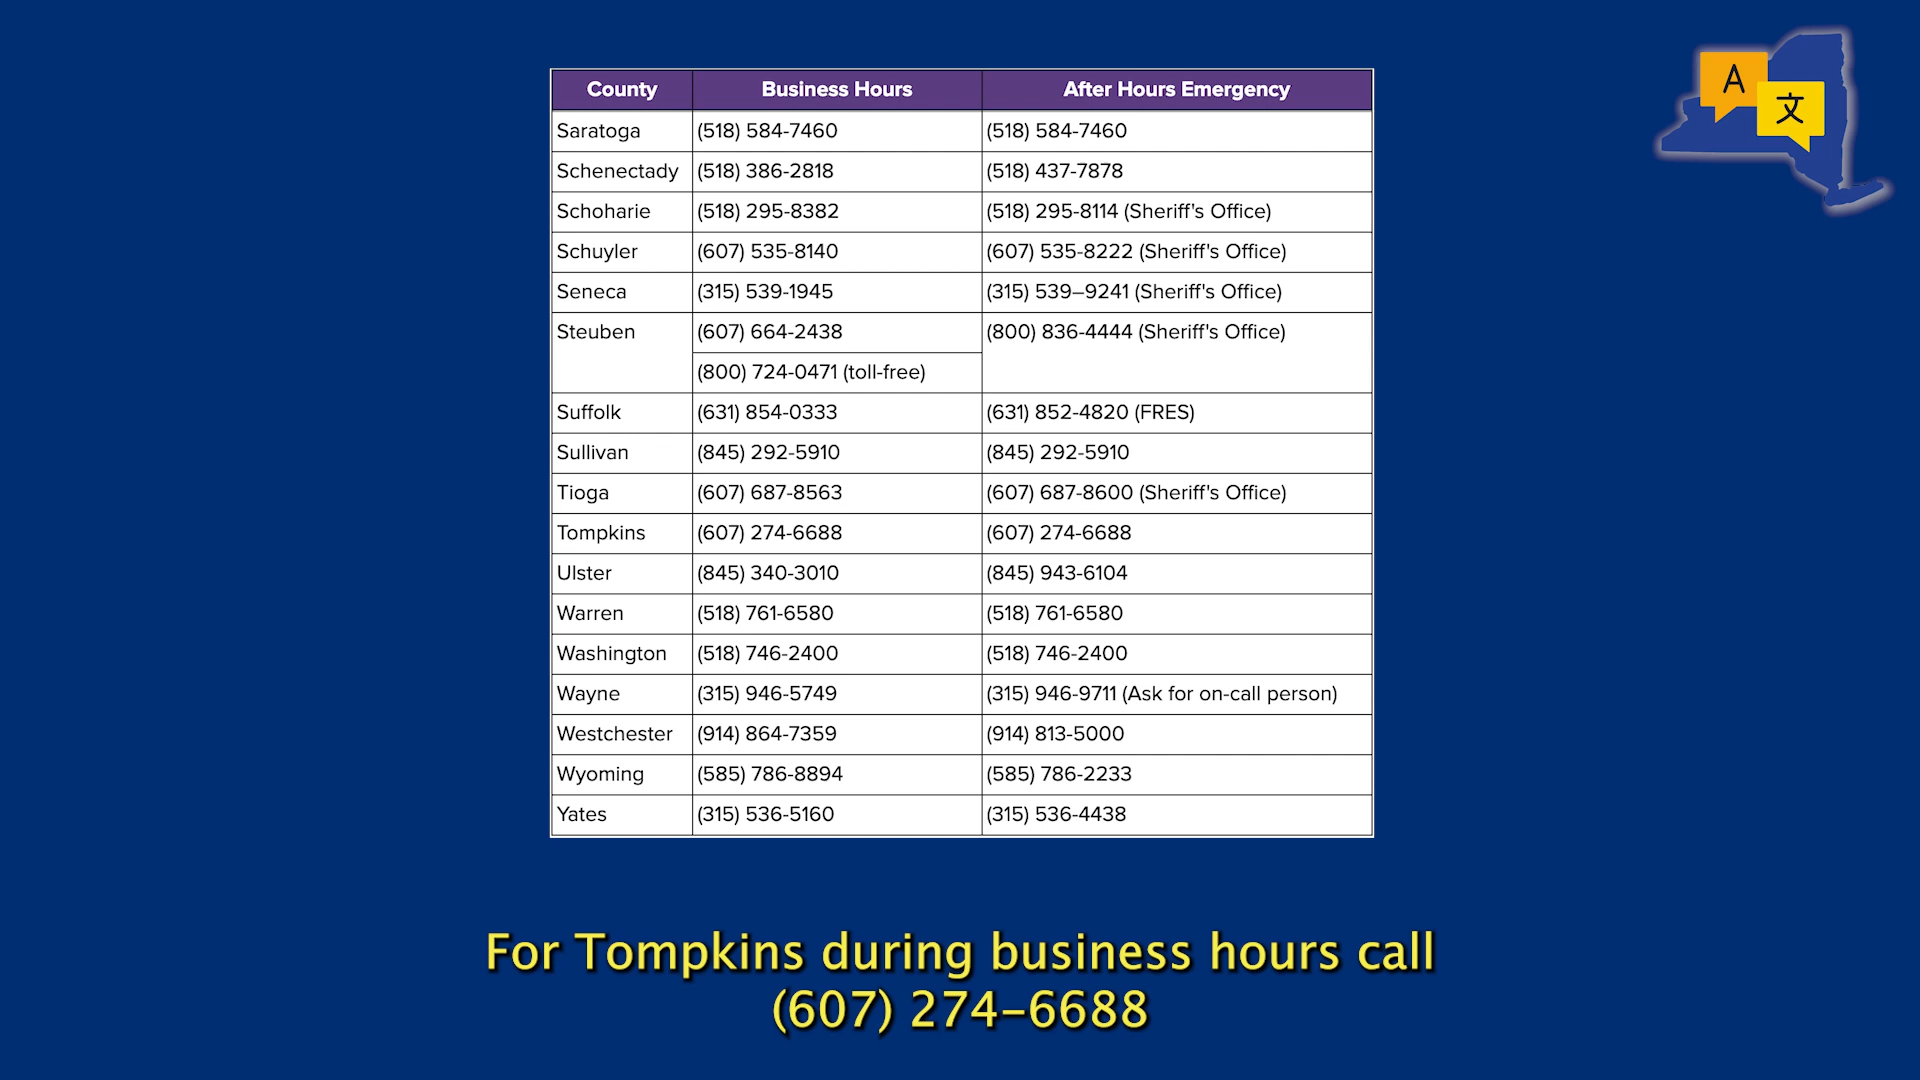 A
文
County Business Hours After Hours Emergency
Saratoga (518) 584-7460 (518) 584-7460
Schenectady (518) 386-2818 (518) 437-7878
Schoharie (518) 295-8382 (518) 295-8114 (Sheriff's Office)
Schuyler (607) 535-8140 (607) 535-8222 (Sheriff's Office)
Seneca (315) 539-1945 (315) 539–9241 (Sheriff's Office)
Steuben (607) 664-2438 (800) 836-4444 (Sheriff's Office)
(800) 724-0471 (toll-free)
Suffolk (631) 854-0333 (631) 852-4820 (FRES)
Sullivan (845) 292-5910 (845) 292-5910
Tioga (607) 687-8563 (607) 687-8600 (Sheriff's Office)
Tompkins (607) 274-6688 (607) 274-6688
Ulster (845) 340-3010 (845) 943-6104
Warren (518) 761-6580 (518) 761-6580
Washington (518) 746-2400 (518) 746-2400
Wayne (315) 946-5749 (315) 946-9711 (Ask for on-call person)
Westchester (914) 864-7359 (914) 813-5000
Wyoming (585) 786-8894 (585) 786-2233
Yates (315) 536-5160 (315) 536-4438
For Tompkins during business hours call
(607) 274-6688